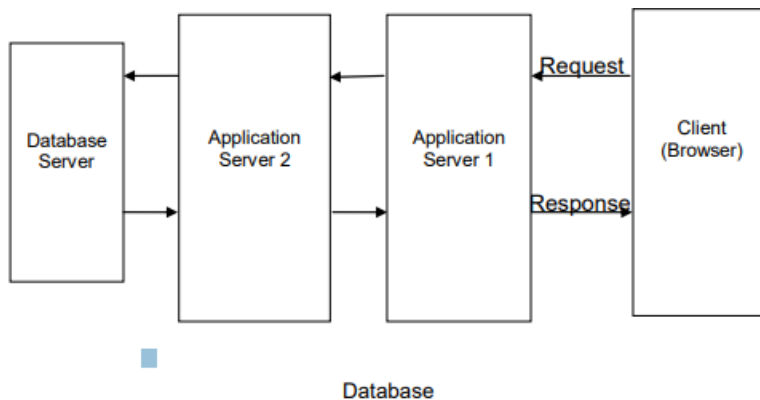 Request
Database
Server
Application
Server 2
Application
Server 1
Client
(Browser)
Response
Database